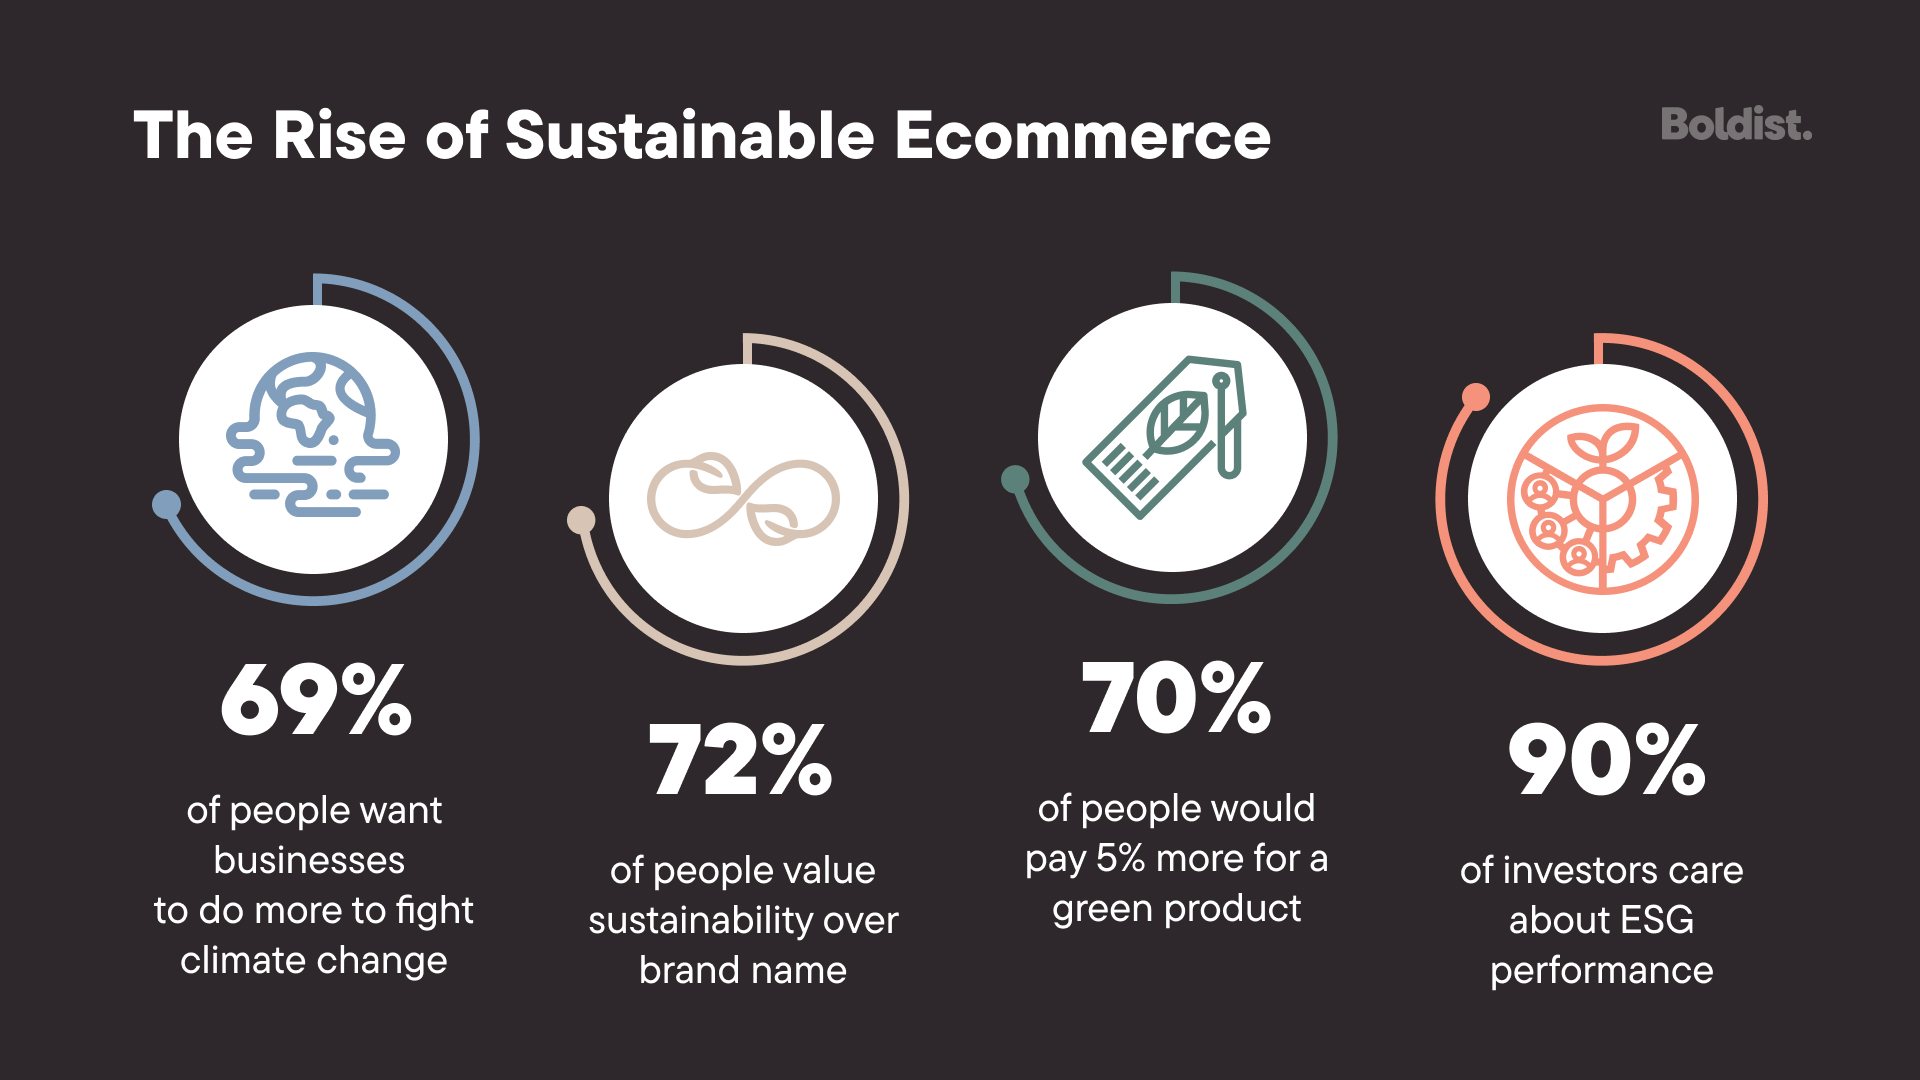 The Rise of Sustainable Ecommerce
Boldist.
69%
of people want
businesses
to do more to fight
climate change
72%
of people value
sustainability over
brand name
70%
of people would
pay 5% more for a
green product
90%
of investors care
about ESG
performance